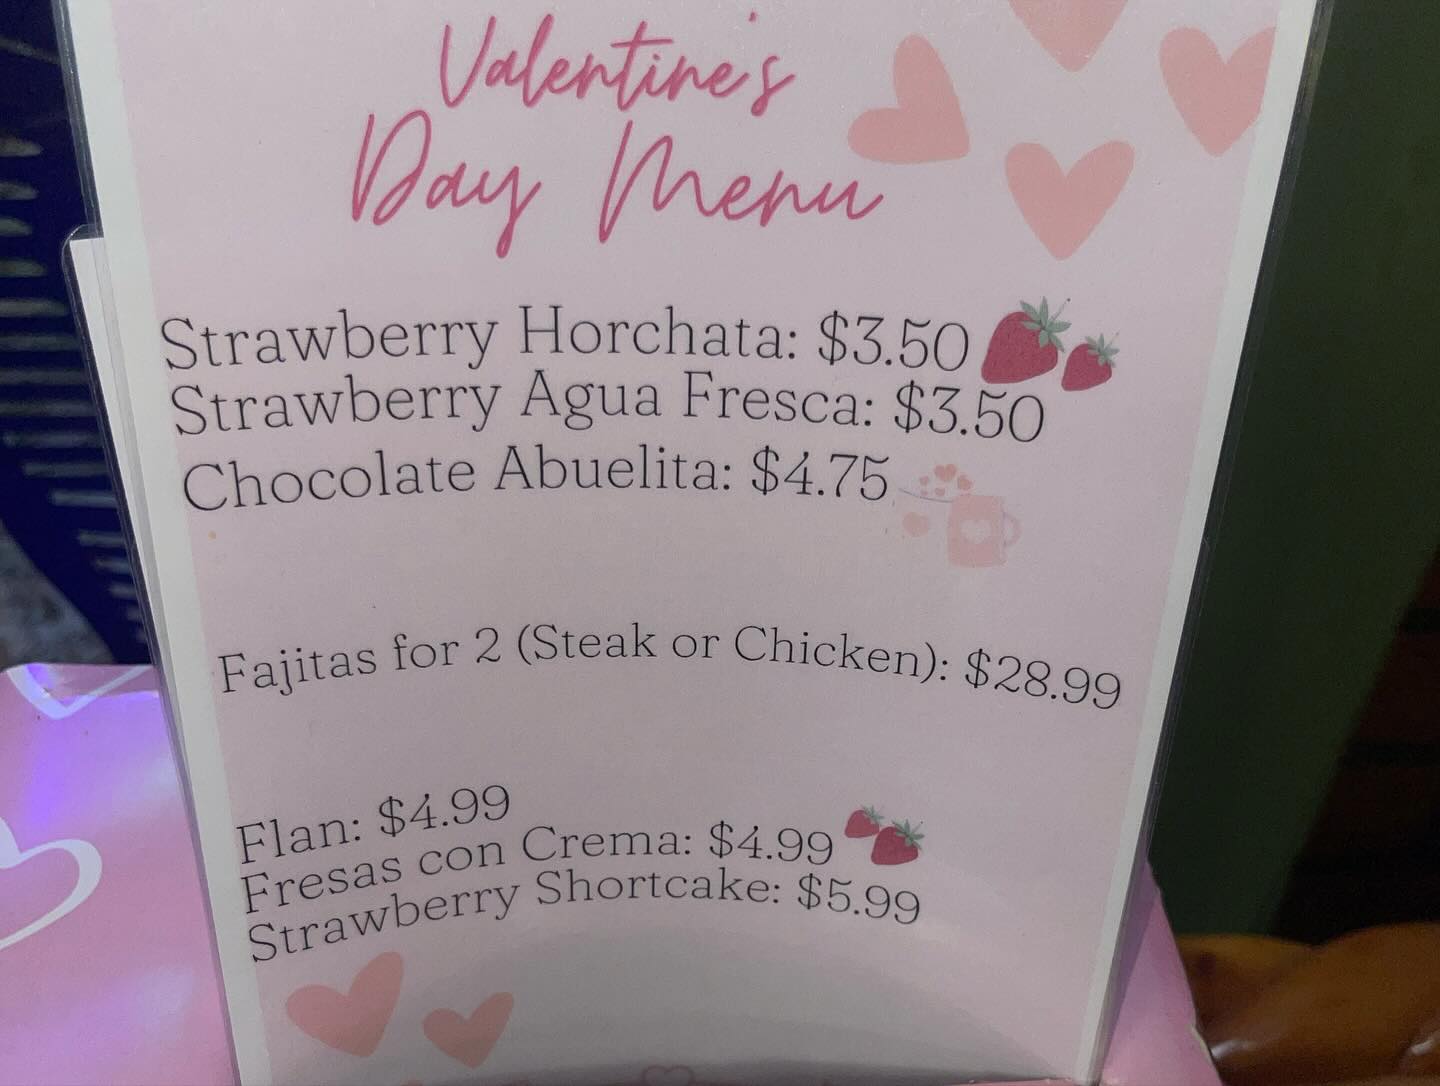 Valentine's
Day Menu
Strawberry Horchata: $3.50
Strawberry Agua Fresca: $3.50
Chocolate Abuelita: $4.75
Fajitas for 2 (Steak or Chicken): $28.99
Flan: $4.99
Fresas con Crema: $4.99
Strawberry Shortcake: $5.99